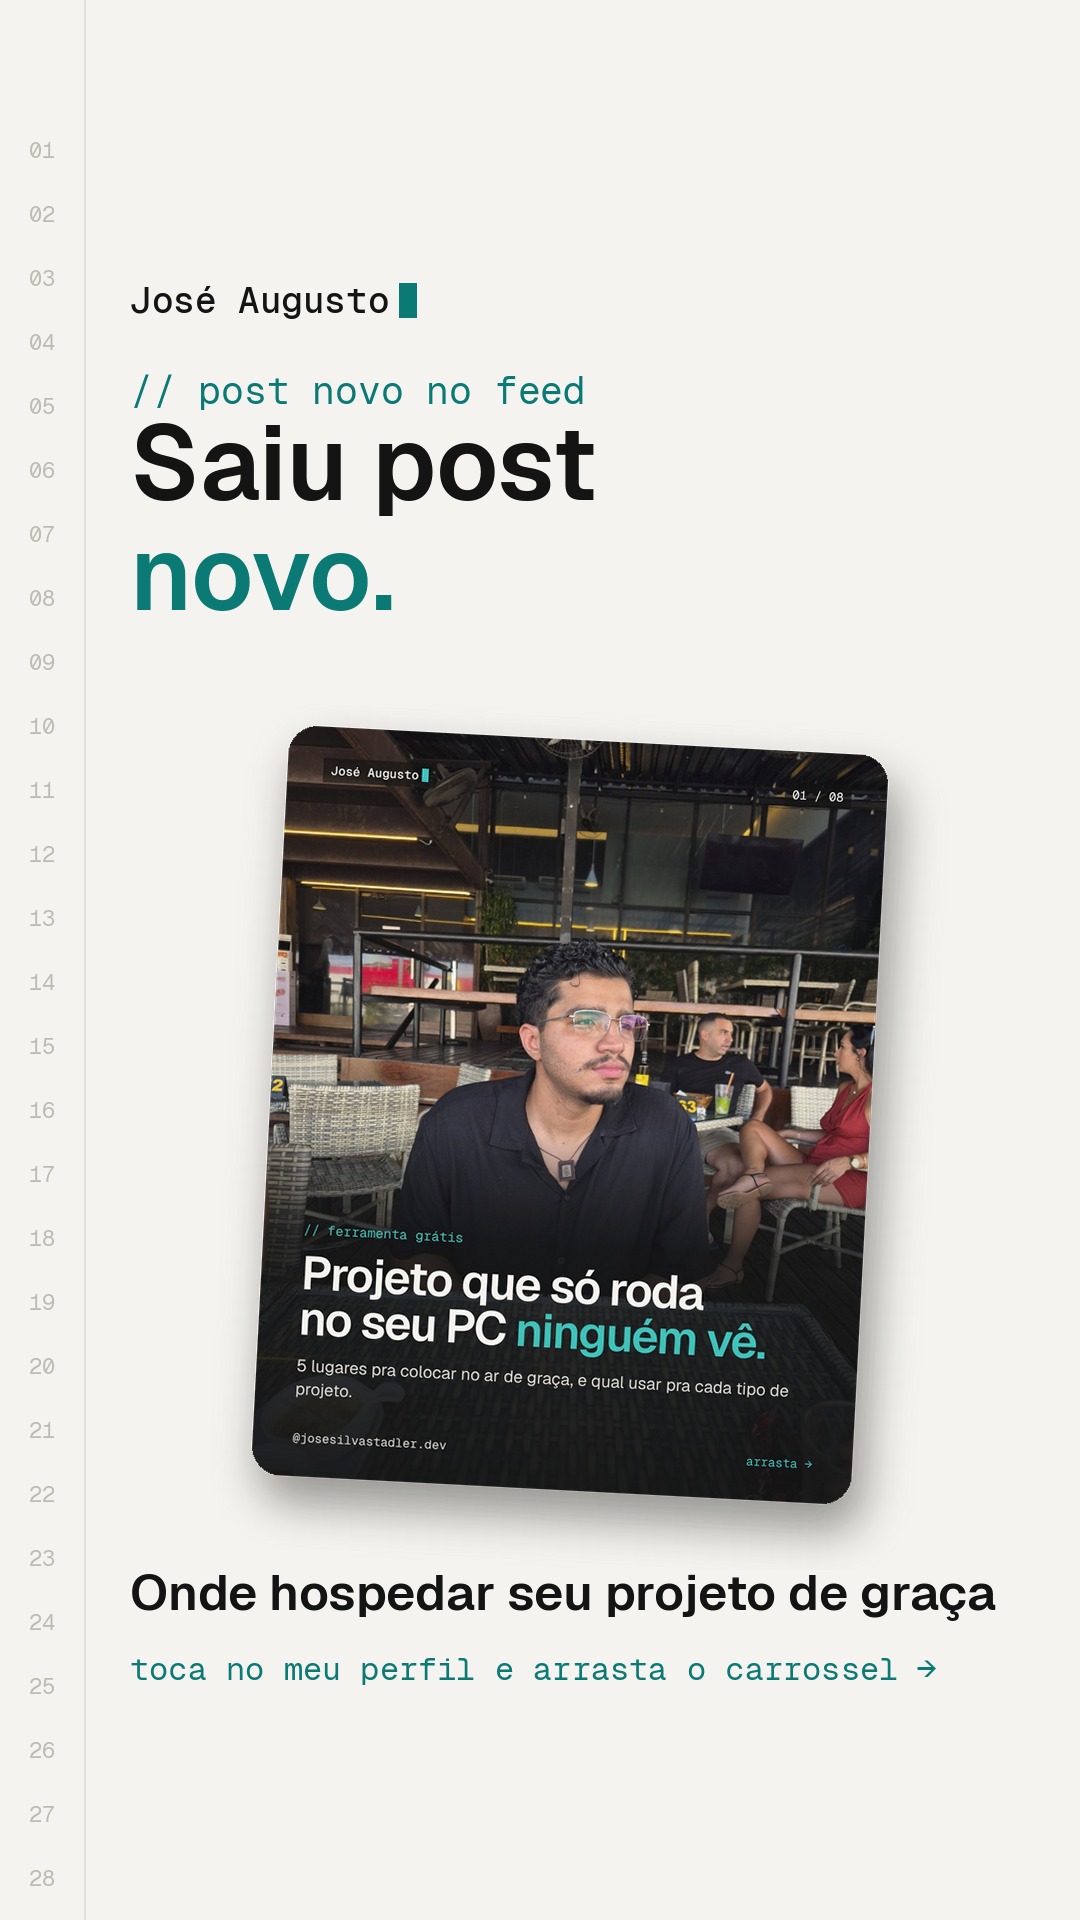 01
02
03
04
05
06
07
08
09
10
11
12
13
14
15
16
17
18
19
20
21
22
23
24
25
26
27
28
José Augusto
// post novo no feed
Saiu post
novo.
José Augusto
01 / 08
2
63
// ferramenta grátis
Projeto que só roda
no seu PC ninguém vê.
5 lugares pra colocar no ar de graça, e qual usar pra cada tipo de
projeto.
@josesilvastadler.dev
arrasta →
Onde hospedar seu projeto de graça
toca no meu perfil e arrasta o carrossel →